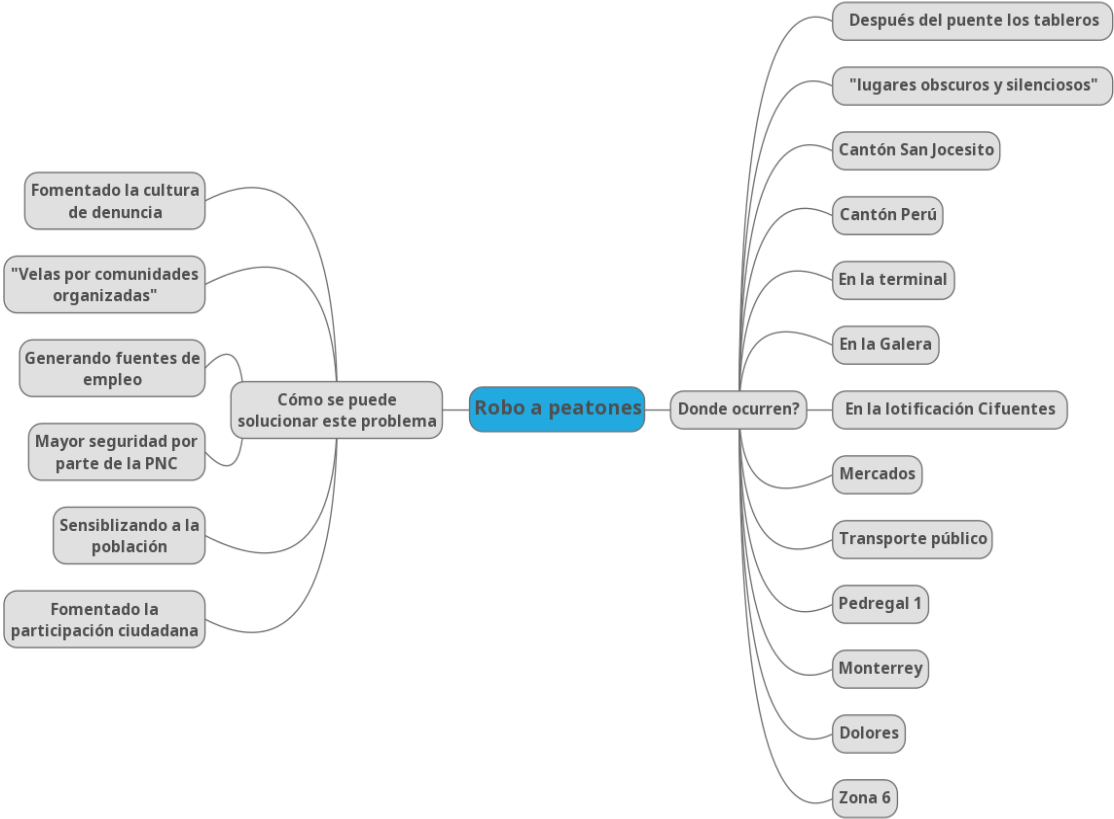 Robo a peatones
Cómo se puede
solucionar este problema
Fomentado la cultura
de denuncia
"Velas por comunidades
organizadas"
Generando fuentes de
empleo
Mayor seguridad por
parte de la PNC
Sensiblizando a la
población
Fomentado la
participación ciudadana
Donde ocurren?
Después del puente los tableros
"lugares obscuros y silenciosos"
Cantón San Jocesito
Cantón Perú
En la terminal
En la Galera
En la lotificación Cifuentes
Mercados
Transporte público
Pedregal 1
Monterrey
Dolores
Zona 6